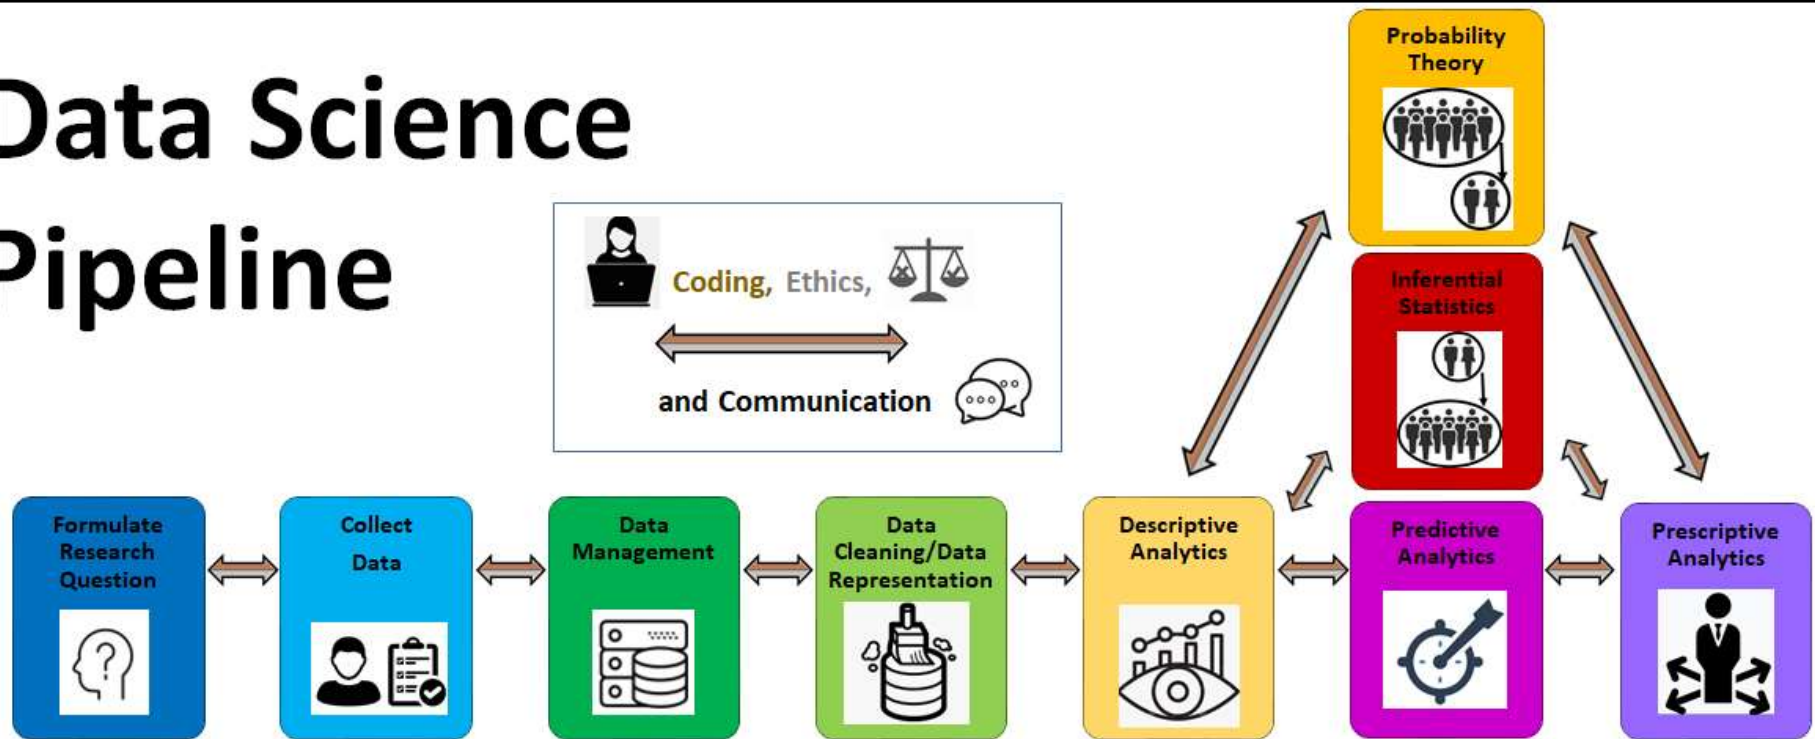 Data Science
Pipeline
Coding, Ethics,
and Communication
Probability
Theory
Inferential
Statistics
Formulate
Research
Question
Collect
Data
Data
Management
Data
Cleaning/Data
Representation
Descriptive
Analytics
Predictive
Analytics
Prescriptive
Analytics